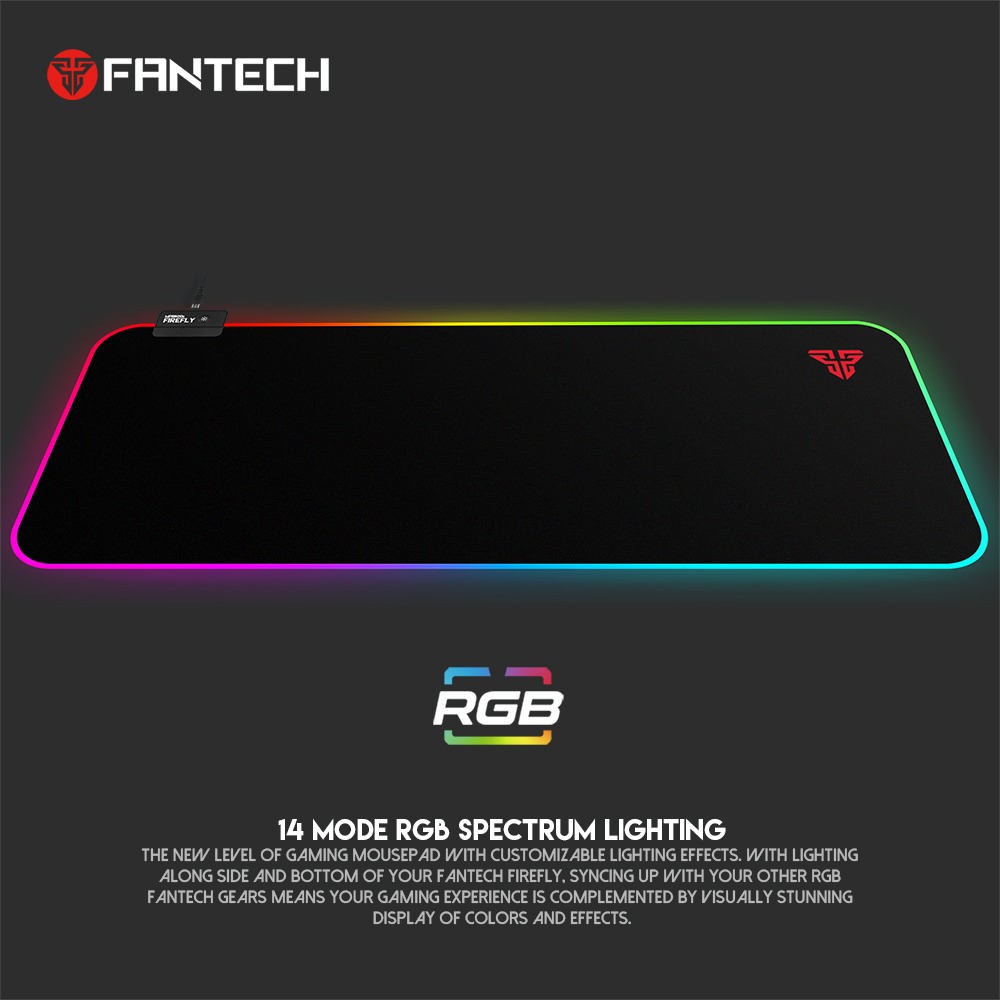 FANTECH
FIREFLY
RGB
14 MODE RGB SPECTRUM LIGHTING
THE NEW LEVEL OF GAMING MOUSEPAD WITH CUSTOMIZABLE LIGHTING EFFECTS. WITH LIGHTING
ALONG SIDE AND BOTTOM OF YOUR FANTECH FIREFLY, SYNCING UP WITH YOUR OTHER RGB
FANTECH GEARS MEANS YOUR GAMING EXPERIENCE IS COMPLEMENTED BY VISUALLY STUNNING
DISPLAY OF COLORS AND EFFECTS.